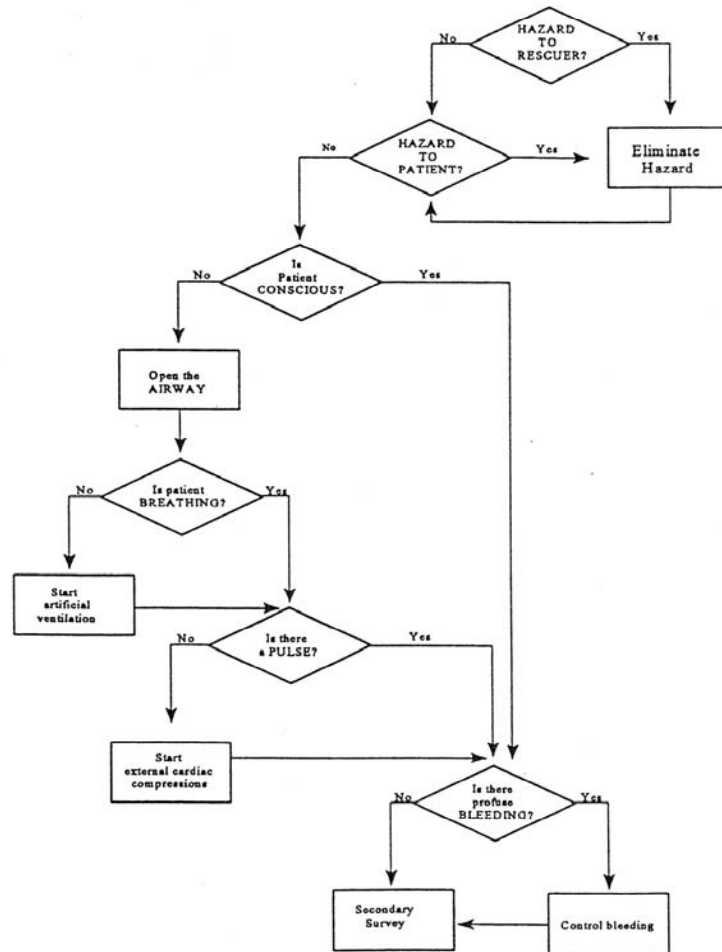 HAZARD
TO
RESCUER?
No
Yes
HAZARD
TO
PATIENT?
No
Yes
Eliminate
Hazard
Is
Patient
CONSCIOUS?
No
Yes
Open the
AIRWAY
Is patient
BREATHING?
No
Yes
Start
artificial
ventilation
Is there
a PULSE?
No
Yes
Start
external cardiac
compressions
Is there
profuse
BLEEDING?
No
Yes
Secondary
Survey
Control bleeding